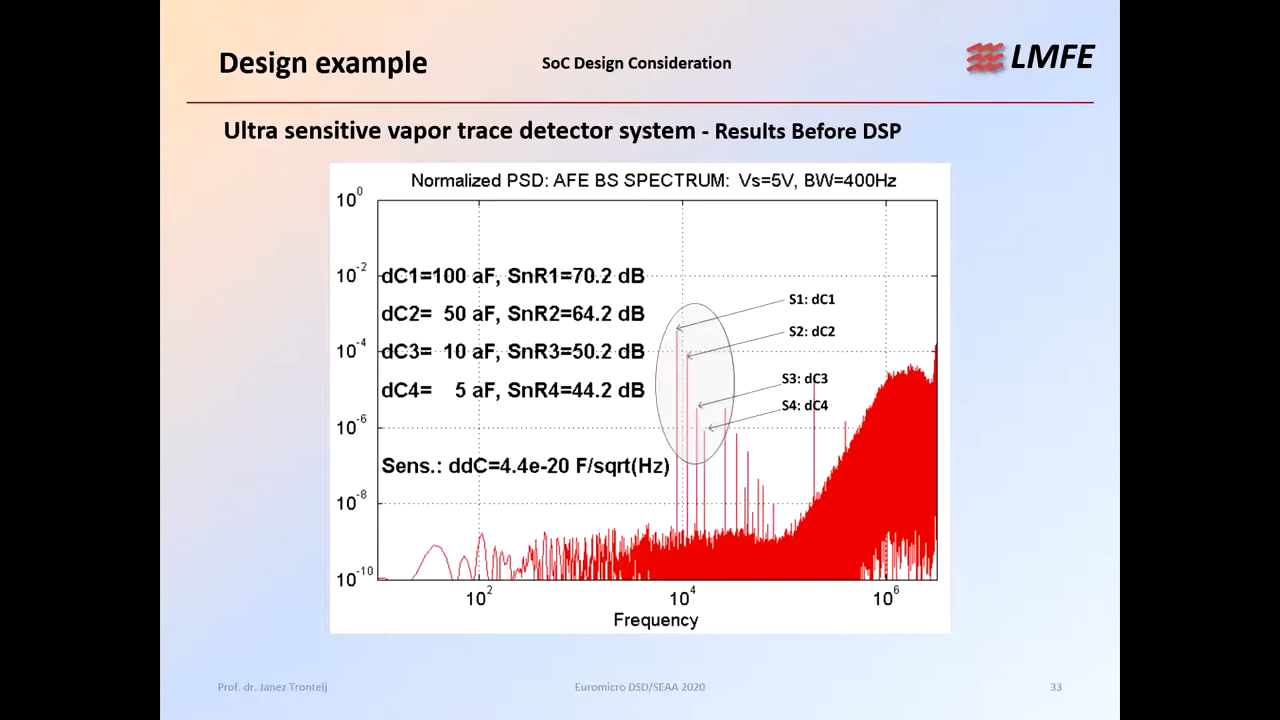 Design example
SoC Design Consideration
LMFE
Ultra sensitive vapor trace detector system - Results Before DSP
Normalized PSD: AFE BS SPECTRUM: Vs=5V, BW=400Hz
10^0
10^-2
10^-4
10^-6
10^-8
10^-10
dC1=100 aF, SnR1=70.2 dB
dC2= 50 aF, SnR2=64.2 dB
dC3= 10 aF, SnR3=50.2 dB
dC4= 5 aF, SnR4=44.2 dB
Sens.: ddC=4.4e-20 F/sqrt(Hz)
S1: dC1
S2: dC2
S3: dC3
S4: dC4
10^2 10^4 10^6
Frequency
Prof. dr. Janez Trontelj
Euromicro DSD/SEAA 2020
33